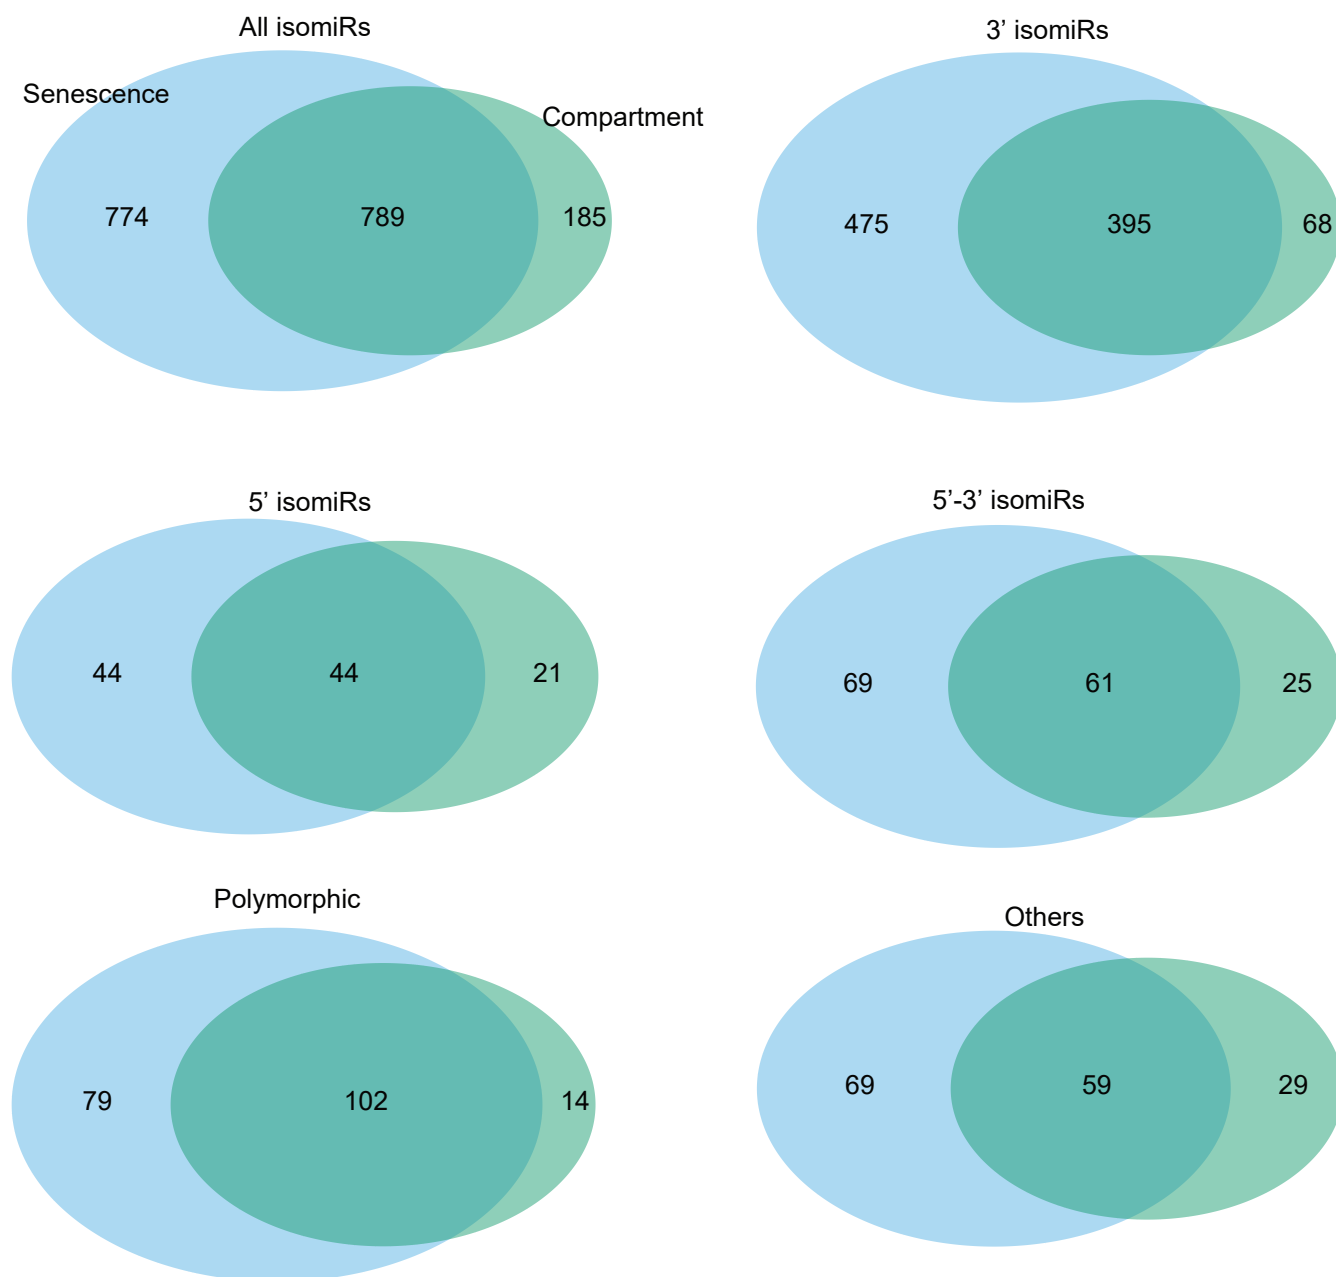 All isomiRs
Senescence
Compartment
774
789
185
3’ isomiRs
475
395
68
5’ isomiRs
44
44
21
5’-3’ isomiRs
69
61
25
Polymorphic
79
102
14
Others
69
59
29